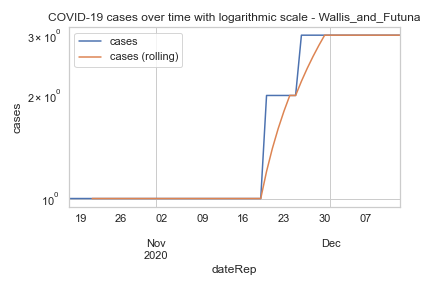 COVID-19 cases over time with logarithmic scale - Wallis_and_Futuna
cases
cases (rolling)
3 × 10⁰
2 × 10⁰
10⁰
cases
19 26 02 09 16 23 30 07
Nov Dec
2020
dateRep